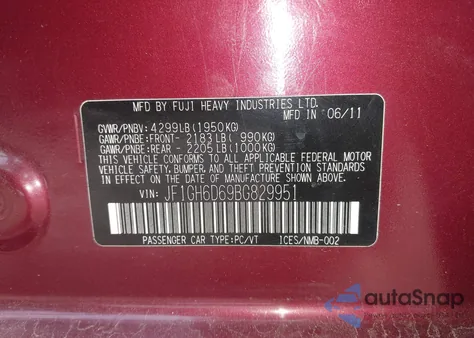 MFD BY FUJI HEAVY INDUSTRIES LTD.
MFD IN 06/11
GVWR/PNBV: 4299LB(1950KG)
GAWR/PNBE: FRONT- 2183LB( 990KG)
GAWR/PNBE: REAR - 2205LB(1000KG)
THIS VEHICLE CONFORMS TO ALL APPLICABLE FEDERAL MOTOR
VEHICLE SAFETY, BUMPER, AND THEFT PREVENTION STANDARDS
IN EFFECT ON THE DATE OF MANUFACTURE SHOWN ABOVE.
VIN: JF1GH6D69BG829951
PASSENGER CAR TYPE:PC/VT ICES/NMB-002
autoSnap